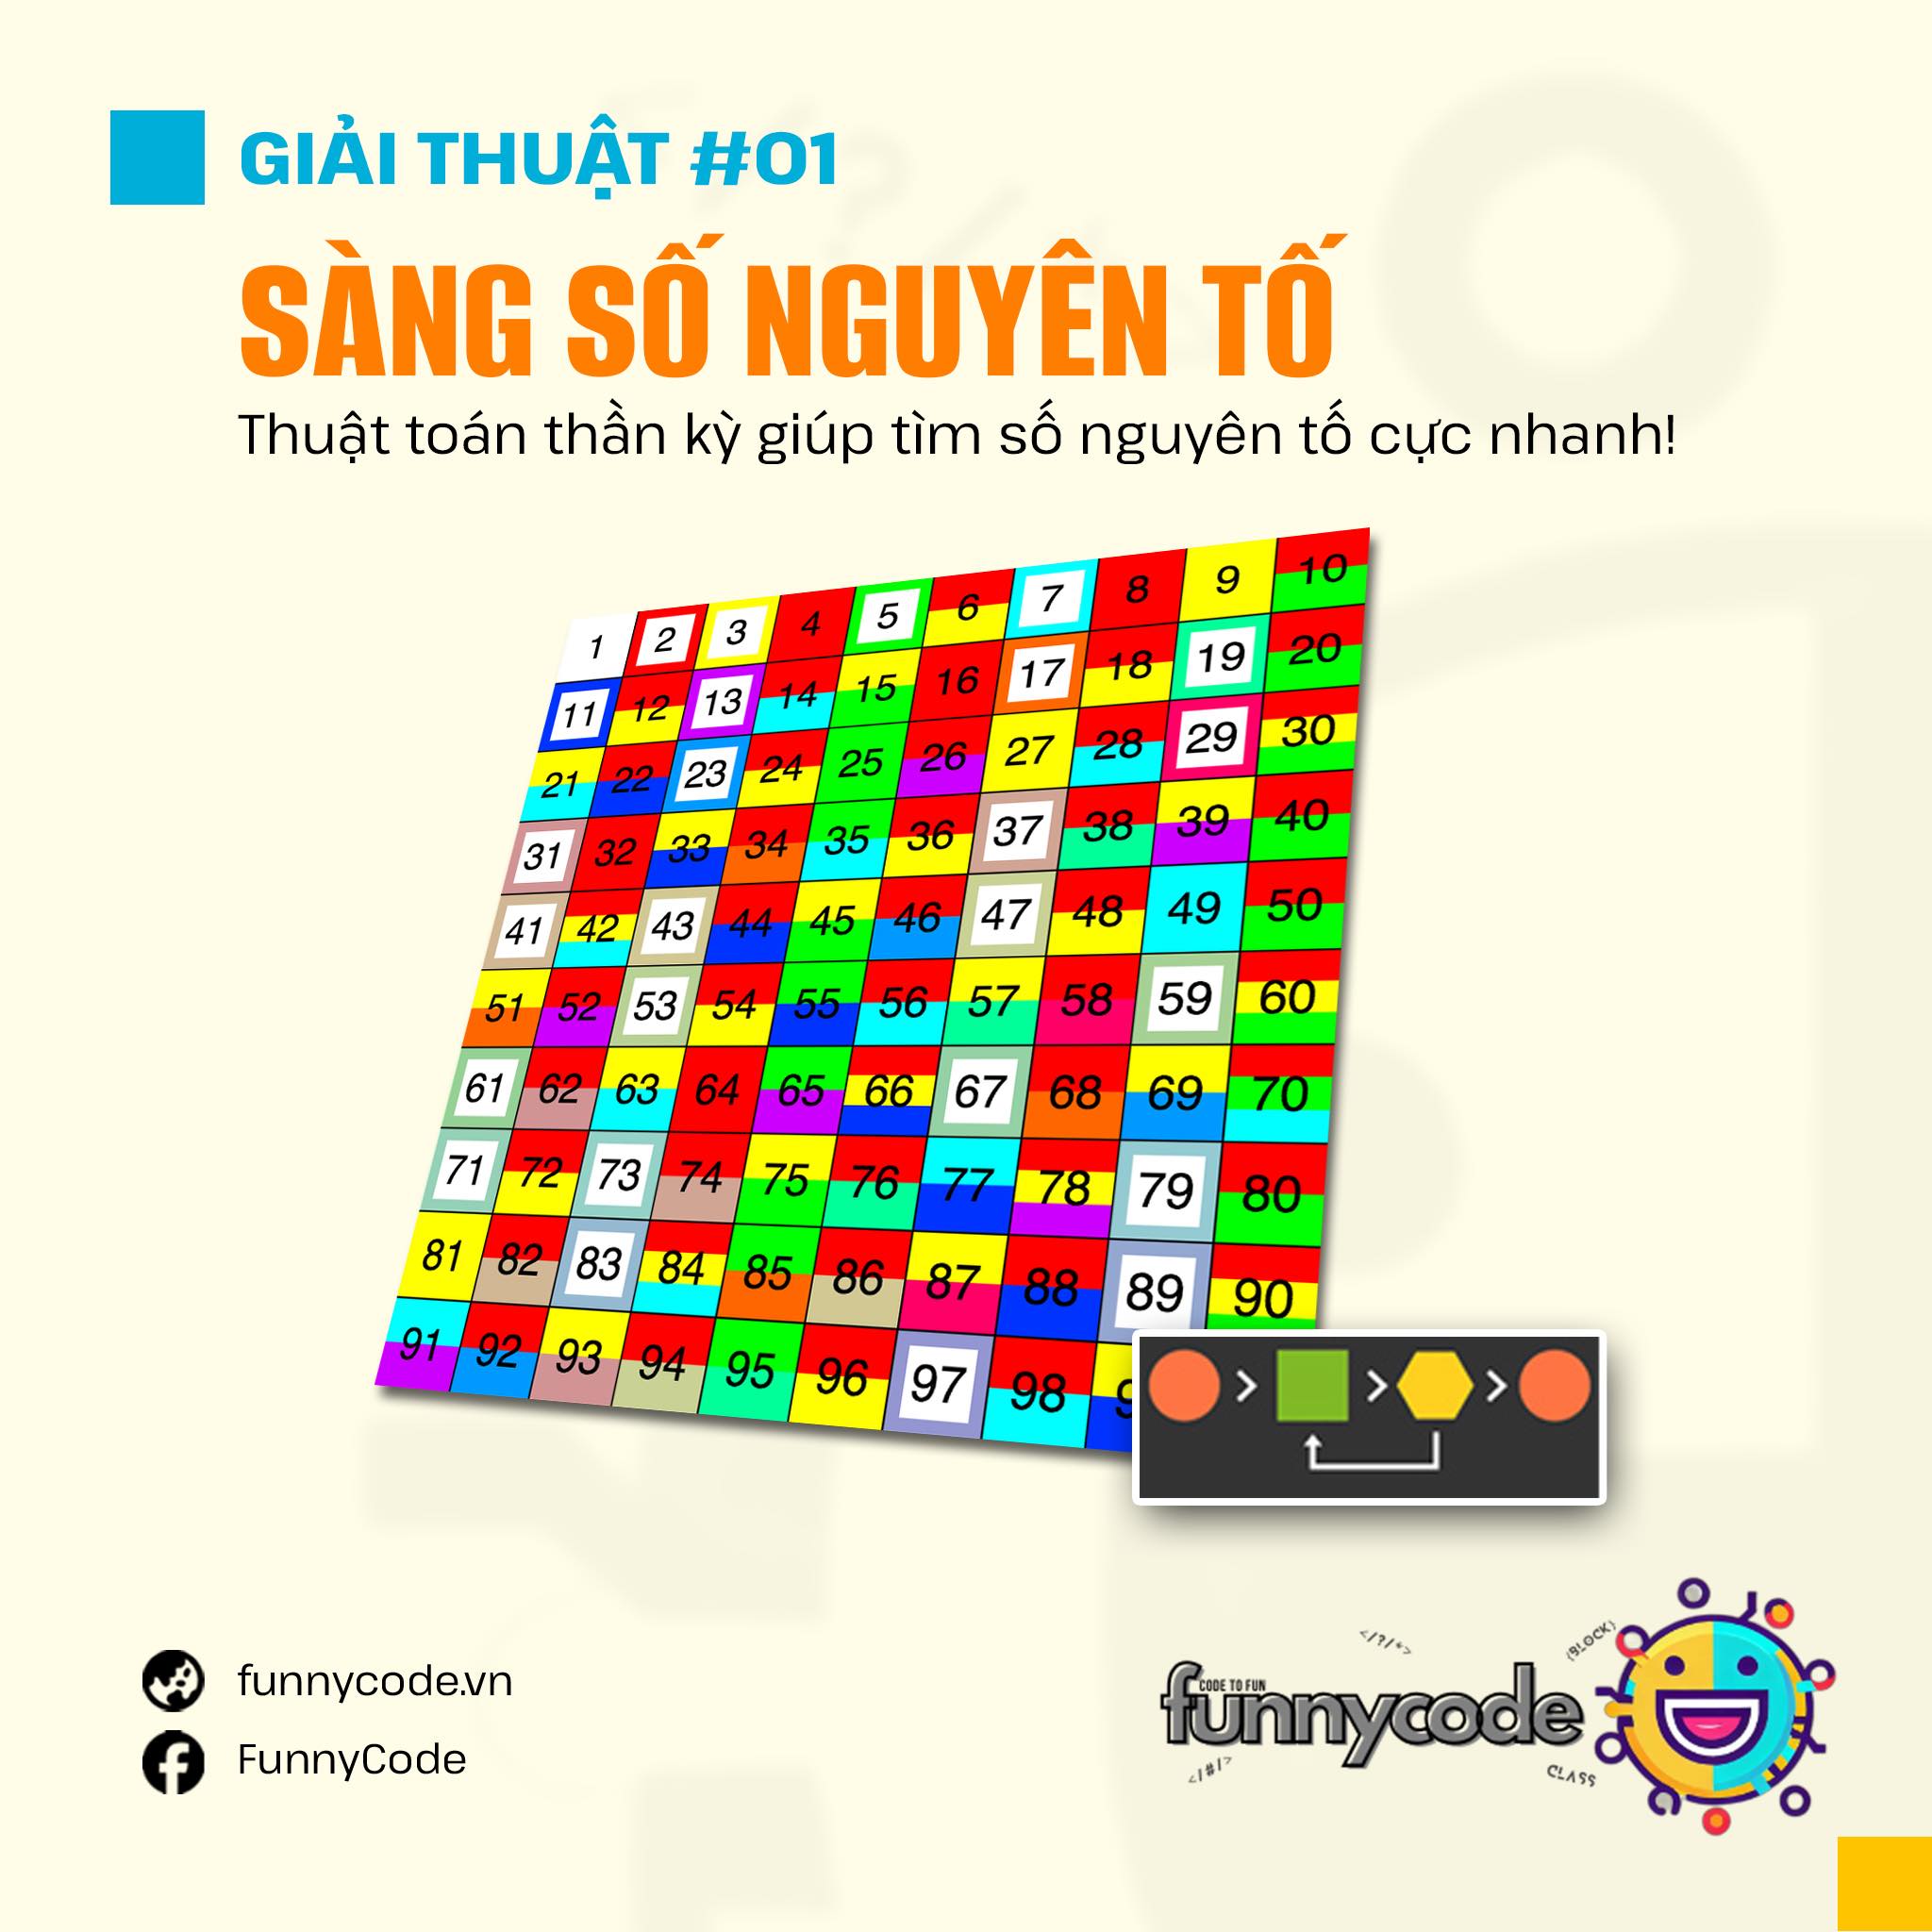 GIẢI THUẬT #01
SÀNG SỐ NGUYÊN TỐ
Thuật toán thần kỳ giúp tìm số nguyên tố cực nhanh!
1 2 3 4 5 6 7 8 9 10
11 12 13 14 15 16 17 18 19 20
21 22 23 24 25 26 27 28 29 30
31 32 33 34 35 36 37 38 39 40
41 42 43 44 45 46 47 48 49 50
51 52 53 54 55 56 57 58 59 60
61 62 63 64 65 66 67 68 69 70
71 72 73 74 75 76 77 78 79 80
81 82 83 84 85 86 87 88 89 90
91 92 93 94 95 96 97 98
funnycode.vn
FunnyCode
</?/*>
{BLOCK}
CODE TO FUN
funnycode
</#/>
CLASS